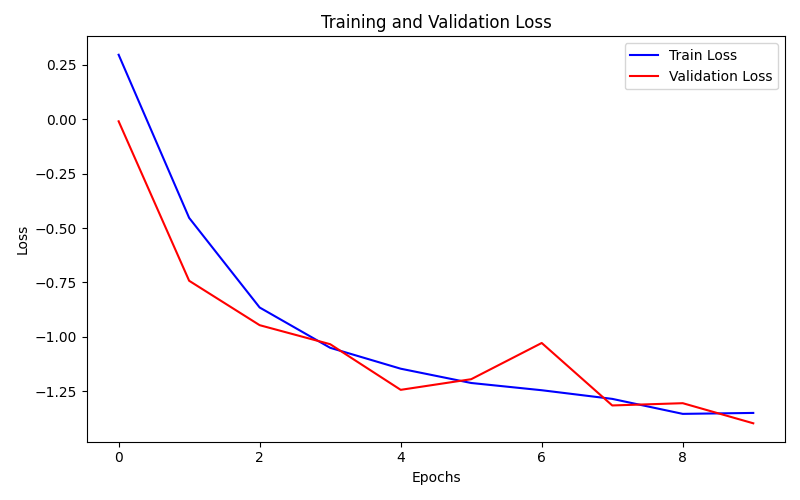 Training and Validation Loss
Train Loss
Validation Loss
0.25
0.00
−0.25
−0.50
−0.75
−1.00
−1.25
Loss
0
2
4
6
8
Epochs